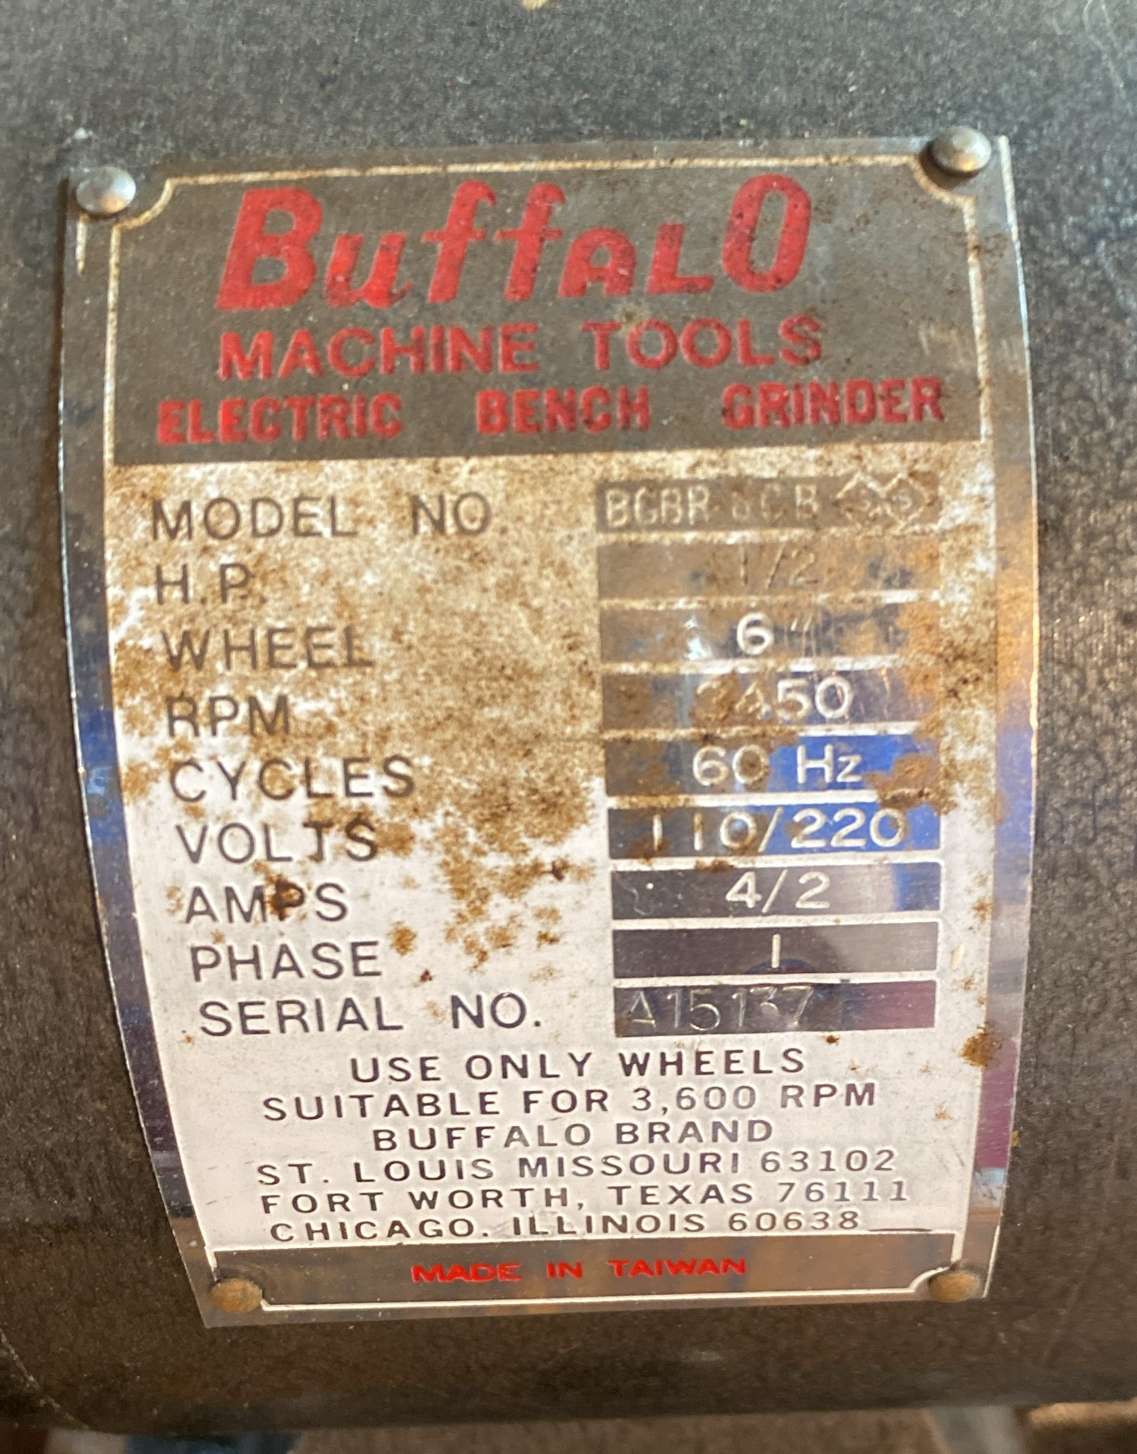 BuffALO
MACHINE TOOLS
ELECTRIC BENCH GRINDER
MODEL NO
H.P. 1/2
WHEEL 6"
RPM 3450
CYCLES 60 Hz
VOLTS 110/220
AMPS 4/2
PHASE 1
SERIAL NO. A15137
USE ONLY WHEELS
SUITABLE FOR 3,600 RPM
BUFFALO BRAND
ST. LOUIS MISSOURI 63102
FORT WORTH, TEXAS 76111
CHICAGO, ILLINOIS 60638
MADE IN TAIWAN